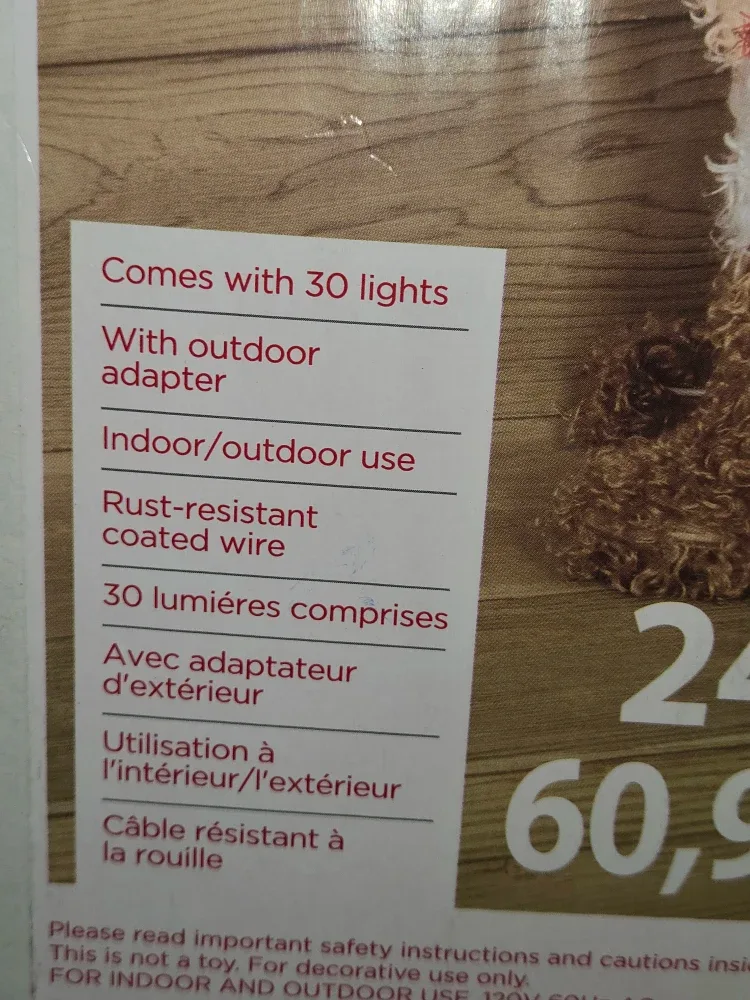 Comes with 30 lights
With outdoor
adapter
Indoor/outdoor use
Rust-resistant
coated wire
30 lumiéres comprises
Avec adaptateur
d'extérieur
Utilisation à
l'intérieur/l'extérieur
Câble résistant à
la rouille
24
60,9
Please read important safety instructions and cautions
This is not a toy. For decorative use only.
FOR INDOOR AND OUTDOOR USE. 120V